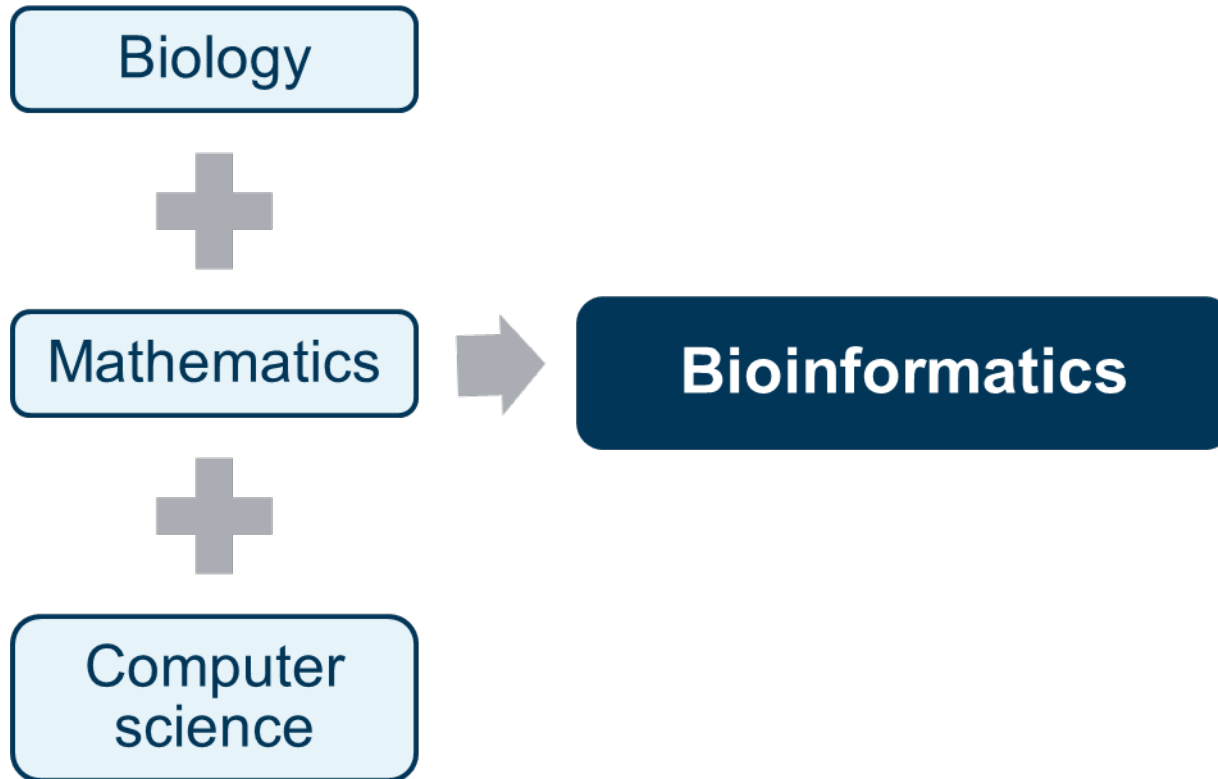 Biology
Mathematics
Bioinformatics
Computer
science